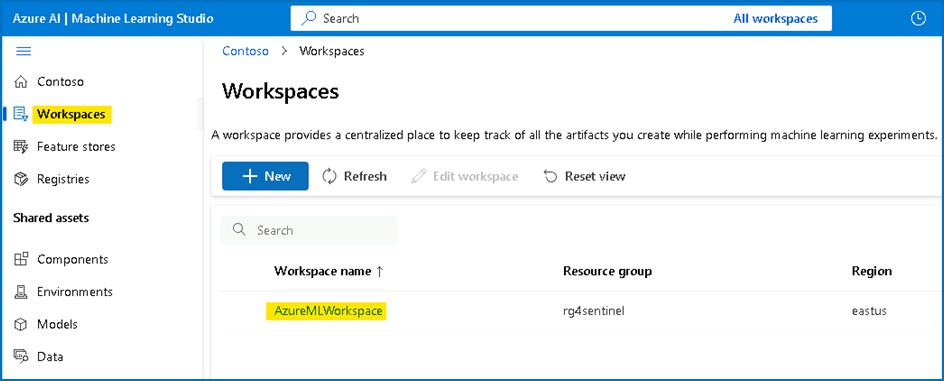 Azure AI | Machine Learning Studio
Search
All workspaces
Contoso > Workspaces
Contoso
Workspaces
Feature stores
Registries
Shared assets
Components
Environments
Models
Data
Workspaces
A workspace provides a centralized place to keep track of all the artifacts you create while performing machine learning experiments.
+ New Refresh Edit workspace Reset view
Search
Workspace name ↑ Resource group Region
AzureMLWorkspace rg4sentinel eastus